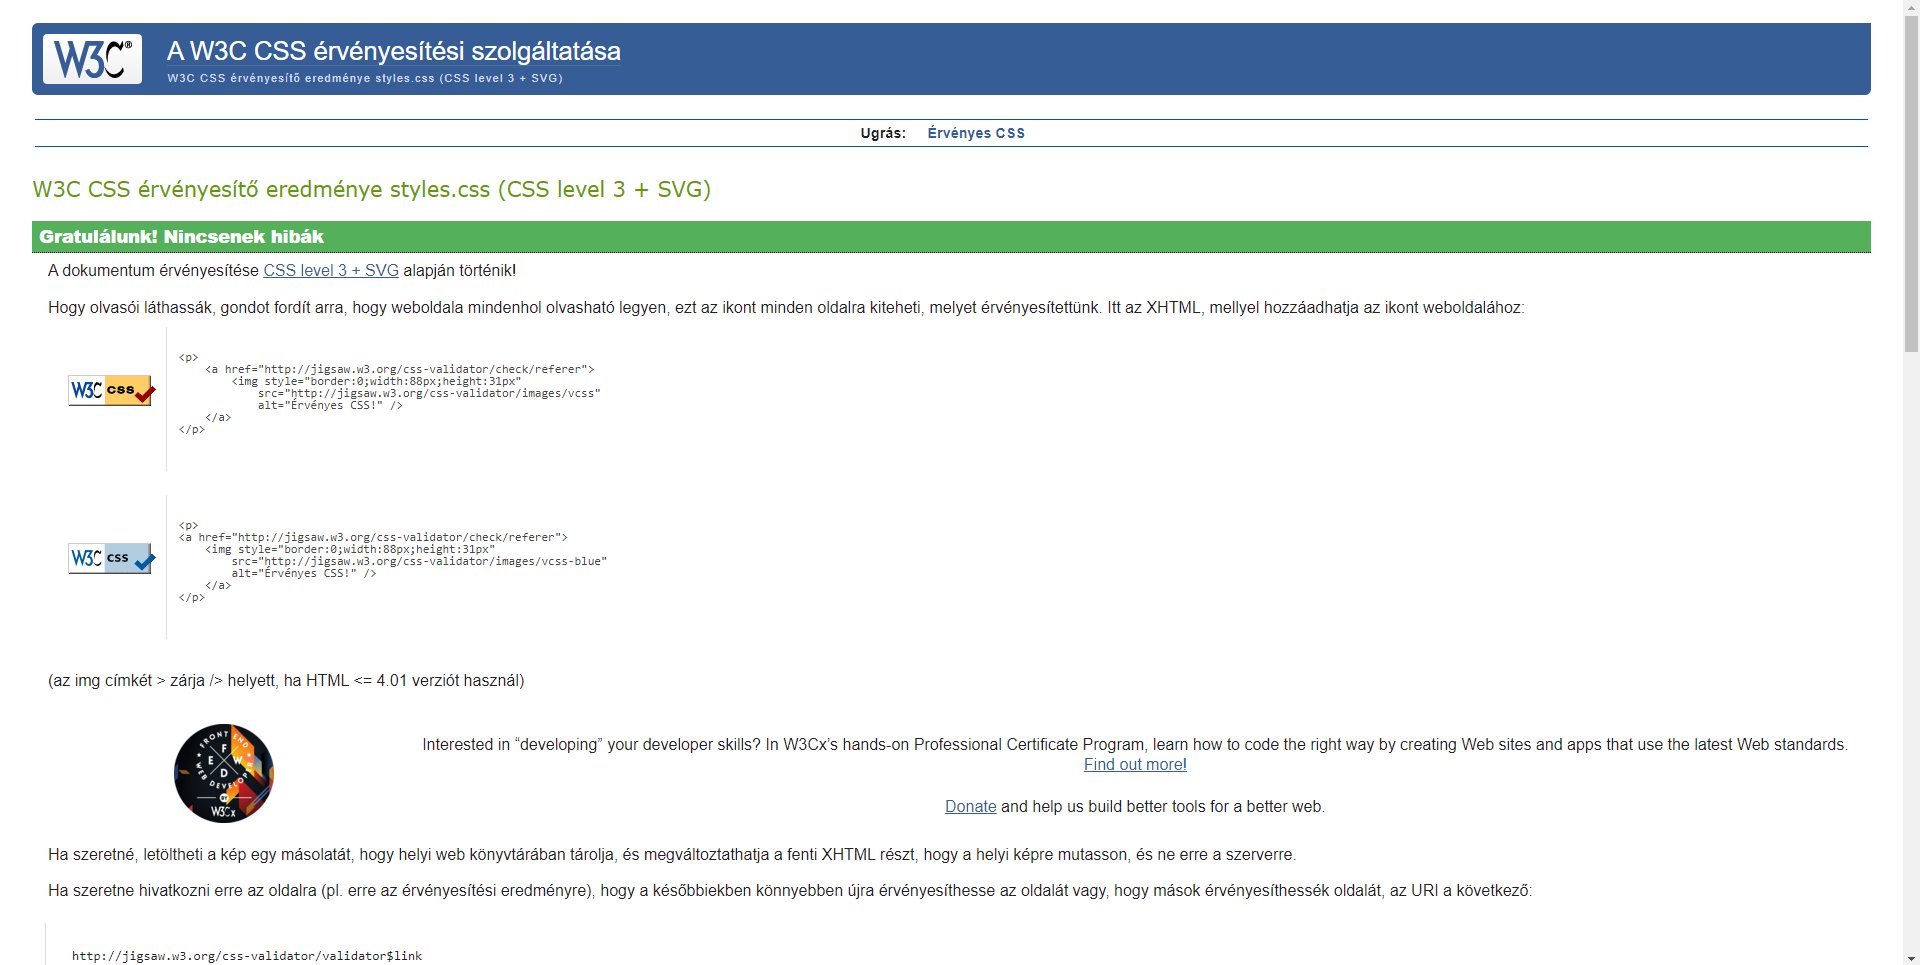 W3C®
A W3C CSS érvényesítési szolgáltatása
W3C CSS érvényesítő eredménye styles.css (CSS level 3 + SVG)
Ugrás: Érvényes CSS
W3C CSS érvényesítő eredménye styles.css (CSS level 3 + SVG)
Gratulálunk! Nincsenek hibák
A dokumentum érvényesítése CSS level 3 + SVG alapján történik!
Hogy olvasói láthassák, gondot fordít arra, hogy weboldala mindenhol olvasható legyen, ezt az ikont minden oldalra kiteheti, melyet érvényesítettünk. Itt az XHTML, mellyel hozzáadhatja az ikont weboldalához:
W3C CSS
<p>
<a href="http://jigsaw.w3.org/css-validator/check/referer">
<img style="border:0;width:88px;height:31px"
src="http://jigsaw.w3.org/css-validator/images/vcss"
alt="Érvényes CSS!" />
</a>
</p>
W3C CSS
<p>
<a href="http://jigsaw.w3.org/css-validator/check/referer">
<img style="border:0;width:88px;height:31px"
src="http://jigsaw.w3.org/css-validator/images/vcss-blue"
alt="Érvényes CSS!" />
</a>
</p>
(az img címkét > zárja /> helyett, ha HTML <= 4.01 verziót használ)
FRONT END
F E W D
WEB DEVELOPER
BY
W3Cx
Interested in “developing” your developer skills? In W3Cx’s hands-on Professional Certificate Program, learn how to code the right way by creating Web sites and apps that use the latest Web standards.
Find out more!
Donate and help us build better tools for a better web.
Ha szeretné, letöltheti a kép egy másolatát, hogy helyi web könyvtárában tárolja, és megváltoztathatja a fenti XHTML részt, hogy a helyi képre mutasson, és ne erre a szerverre.
Ha szeretne hivatkozni erre az oldalra (pl. erre az érvényesítési eredményre), hogy a későbbiekben könnyebben újra érvényesíthesse az oldalát vagy, hogy mások érvényesíthessék oldalát, az URI a következő:
http://jigsaw.w3.org/css-validator/validator$link